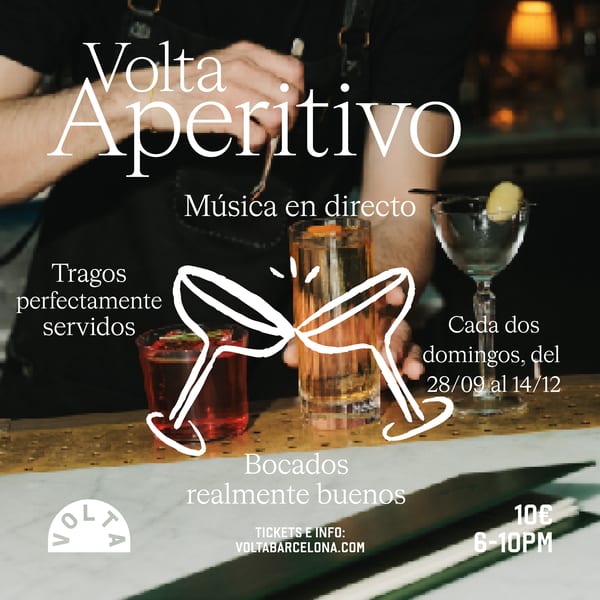 Volta
Aperitivo
Música en directo
Tragos
perfectamente
servidos
Cada dos
domingos, del
28/09 al 14/12
Bocados
realmente buenos
VOLTA
TICKETS E INFO:
VOLTABARCELONA.COM
10€
6-10PM